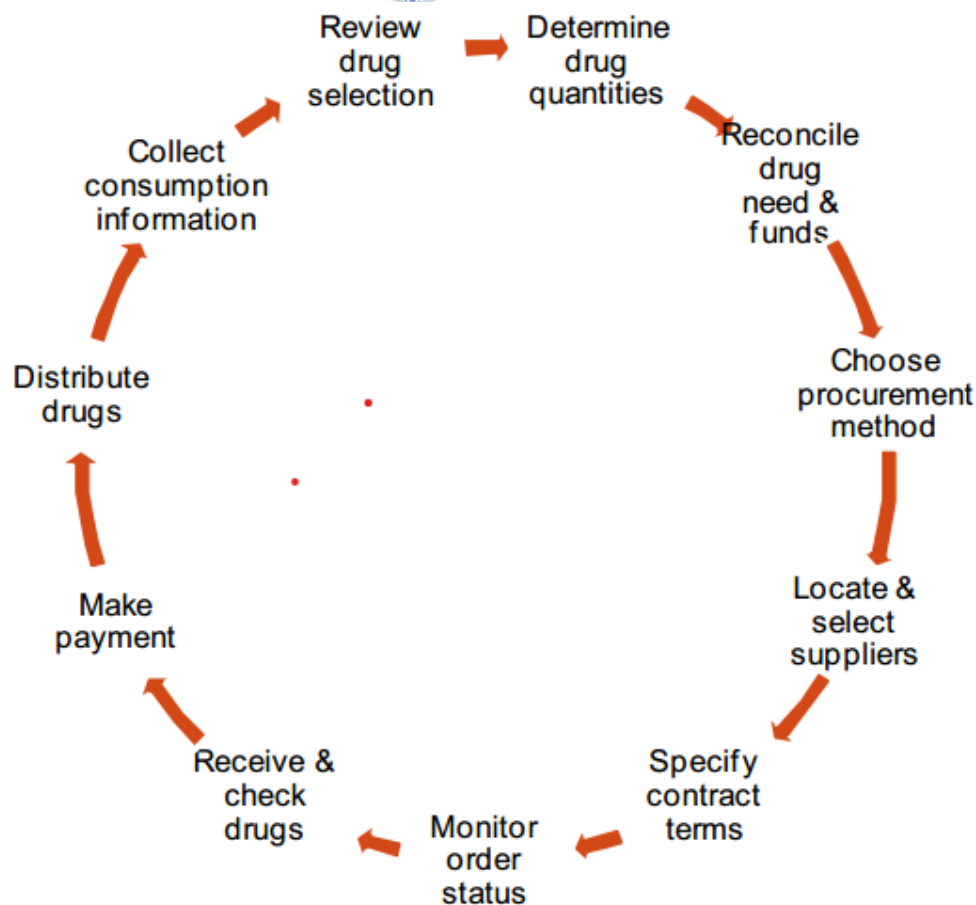 Review
drug
selection
Determine
drug
quantities
Reconcile
drug
need &
funds
Choose
procurement
method
Locate &
select
suppliers
Specify
contract
terms
Monitor
order
status
Receive &
check
drugs
Make
payment
Distribute
drugs
Collect
consumption
information